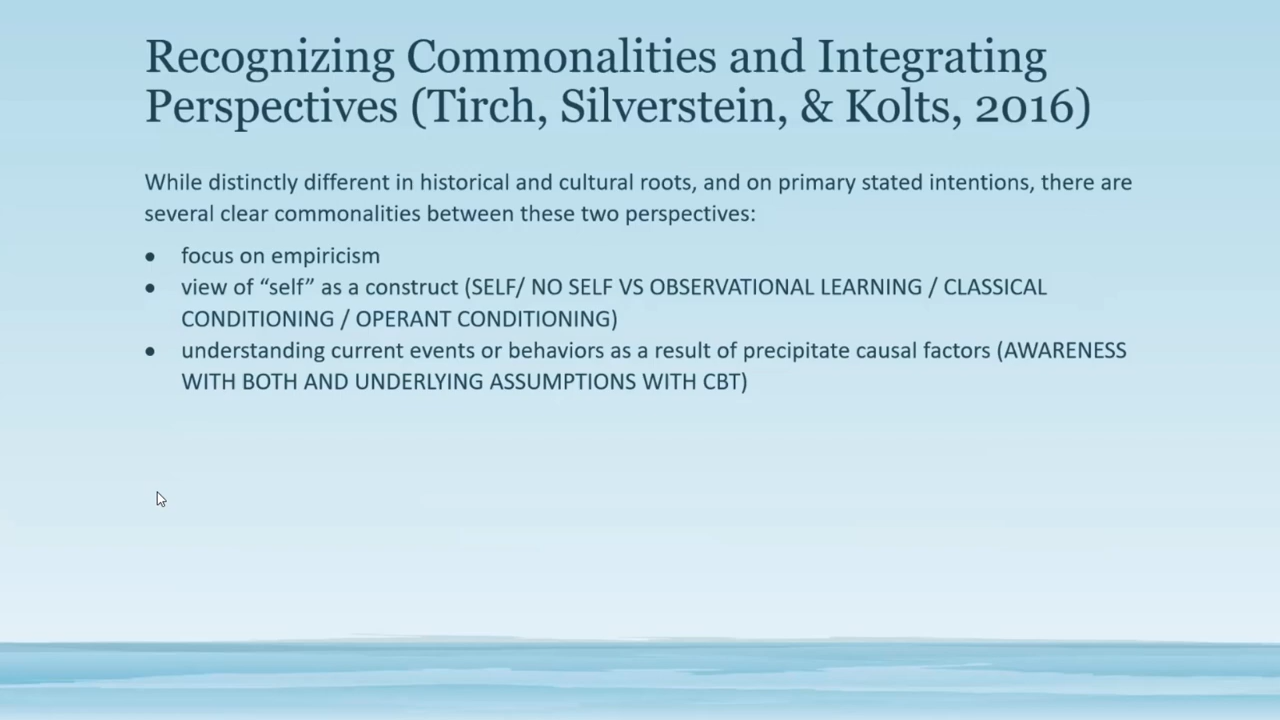 Recognizing Commonalities and Integrating
Perspectives (Tirch, Silverstein, & Kolts, 2016)
While distinctly different in historical and cultural roots, and on primary stated intentions, there are
several clear commonalities between these two perspectives:
● focus on empiricism
● view of “self” as a construct (SELF/ NO SELF VS OBSERVATIONAL LEARNING / CLASSICAL
CONDITIONING / OPERANT CONDITIONING)
● understanding current events or behaviors as a result of precipitate causal factors (AWARENESS
WITH BOTH AND UNDERLYING ASSUMPTIONS WITH CBT)